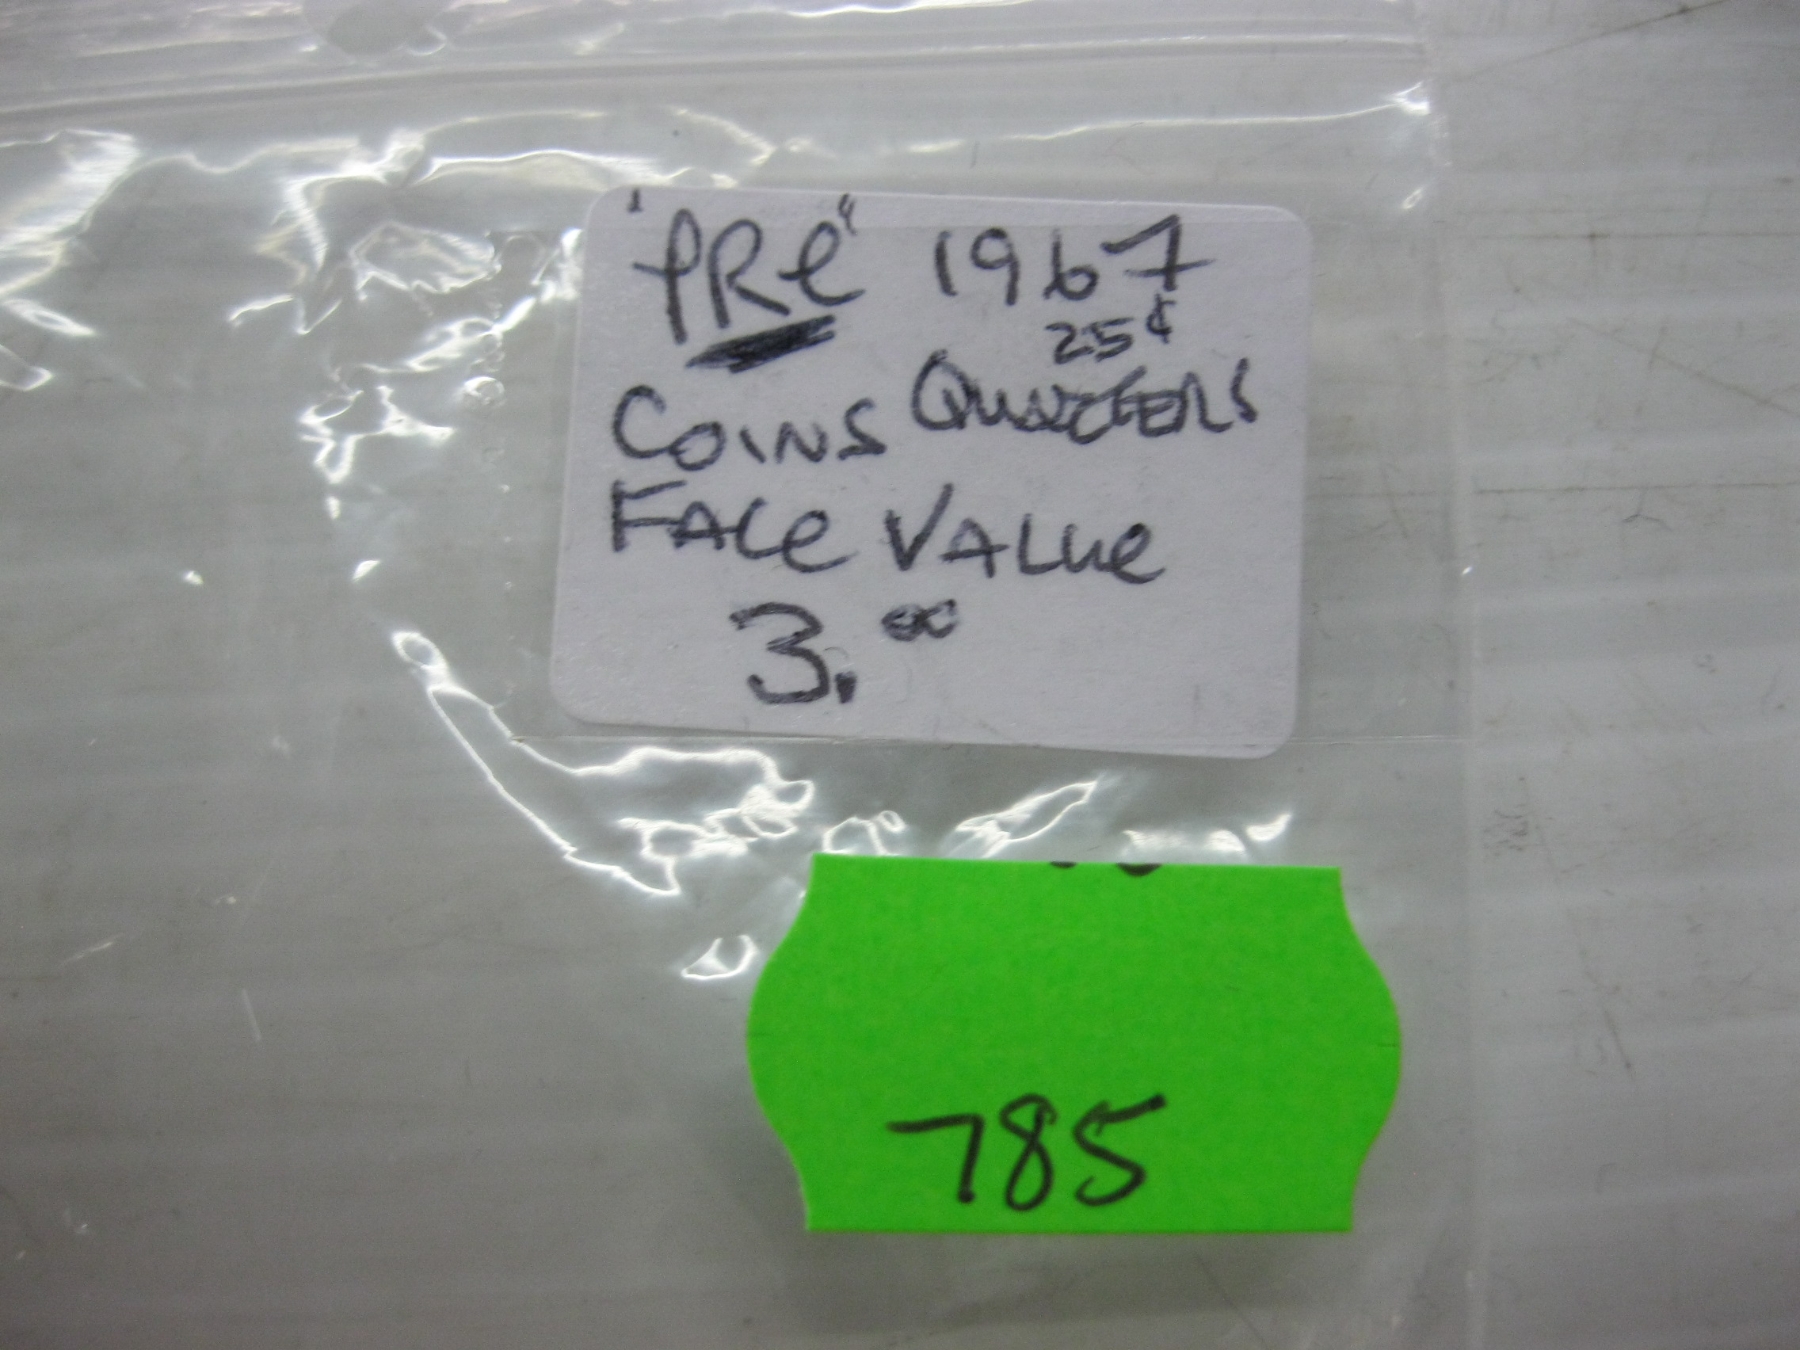 "PRe" 1967
25¢
COINS QUARTERS
FACe VALue
3.00
785